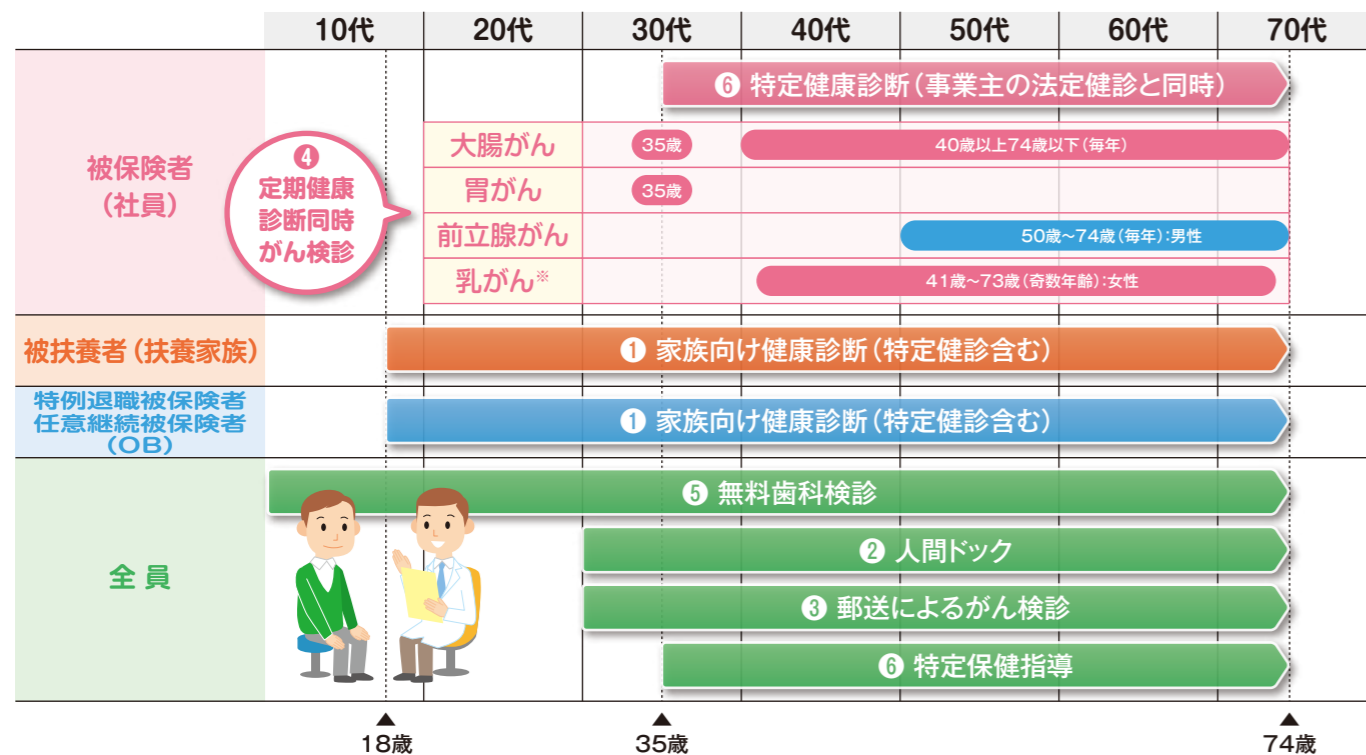 10代 20代 30代 40代 50代 60代 70代
被保険者
(社員)
❹
定期健康
診断同時
がん検診
❻ 特定健康診断(事業主の法定健診と同時)
大腸がん 35歳 40歳以上74歳以下(毎年)
胃がん 35歳
前立腺がん 50歳~74歳(毎年):男性
乳がん※ 41歳~73歳(奇数年齢):女性
被扶養者(扶養家族) ❶ 家族向け健康診断(特定健診含む)
特例退職被保険者
任意継続被保険者
(OB)
❶ 家族向け健康診断(特定健診含む)
全員
❺ 無料歯科検診
❷ 人間ドック
❸ 郵送によるがん検診
❻ 特定保健指導
▲ ▲ ▲
18歳 35歳 74歳